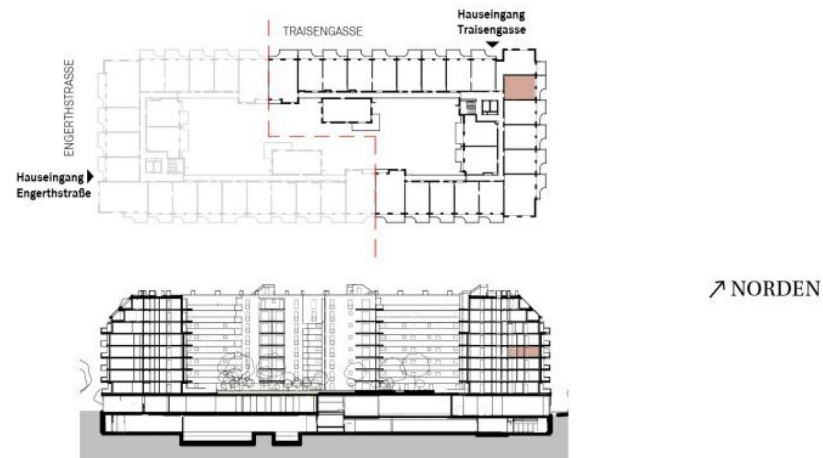 Hauseingang
Traisengasse
TRAISENGASSE
ENGERTHSTRASSE
Hauseingang
Engerthstraße
↗ NORDEN